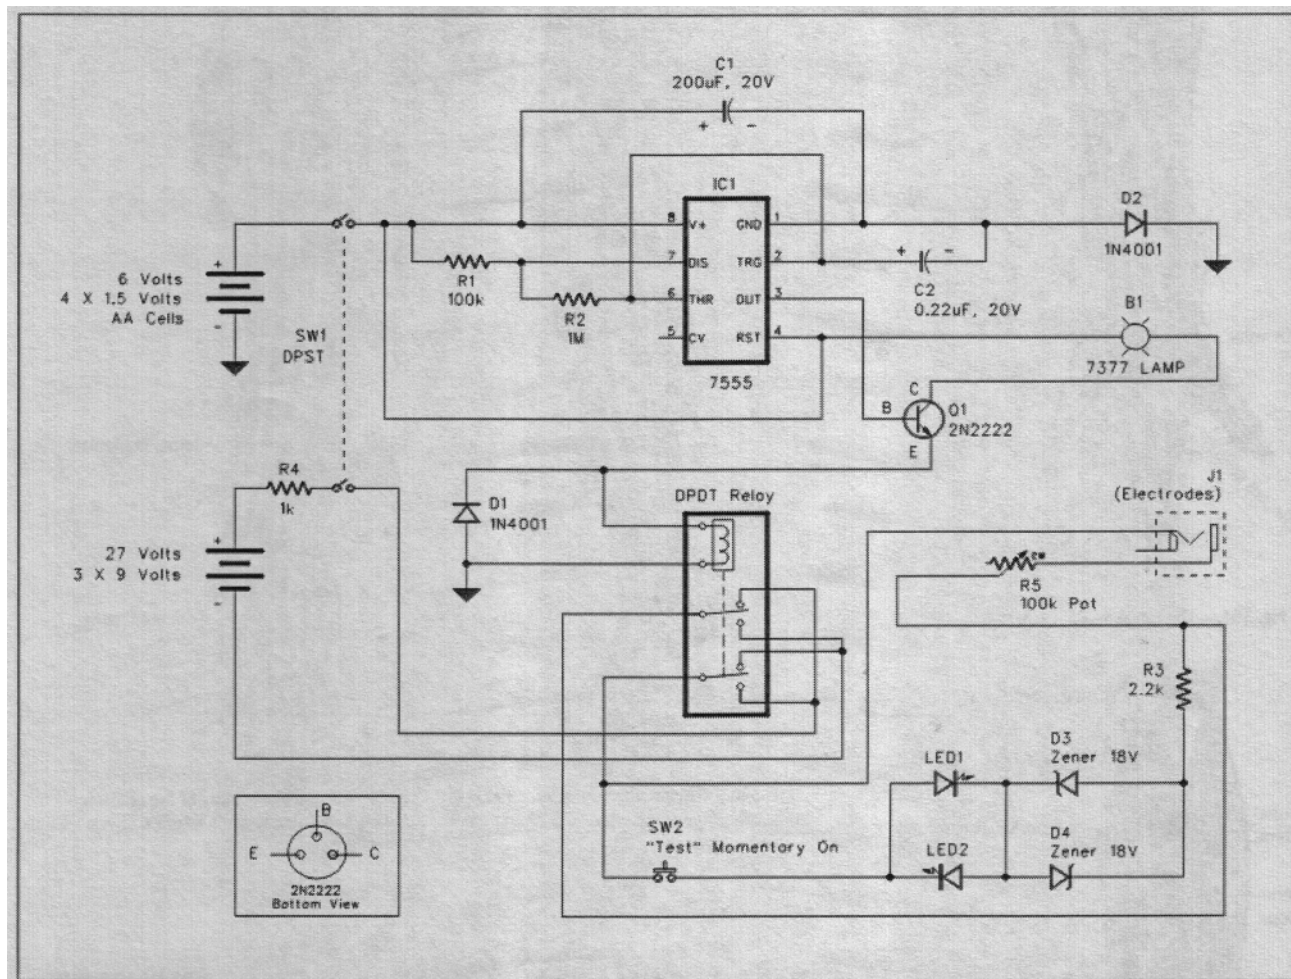 C1
200uF, 20V
+ -
IC1
8 V+ GND 1
7 DIS TRG 2
6 THR OUT 3
5 CV RST 4
7555
D2
1N4001
+
6 Volts
4 X 1.5 Volts
AA Cells
-
R1
100k
R2
1M
+ -
C2
0.22uF, 20V
B1
7377 LAMP
SW1
DPST
C
B
Q1
2N2222
E
R4
1k
D1
1N4001
DPDT Relay
J1
(Electrodes)
+
27 Volts
3 X 9 Volts
-
CW
R5
100k Pot
R3
2.2k
LED1
D3
Zener 18V
SW2
"Test" Momentary On
LED2
D4
Zener 18V
B
E
C
2N2222
Bottom View